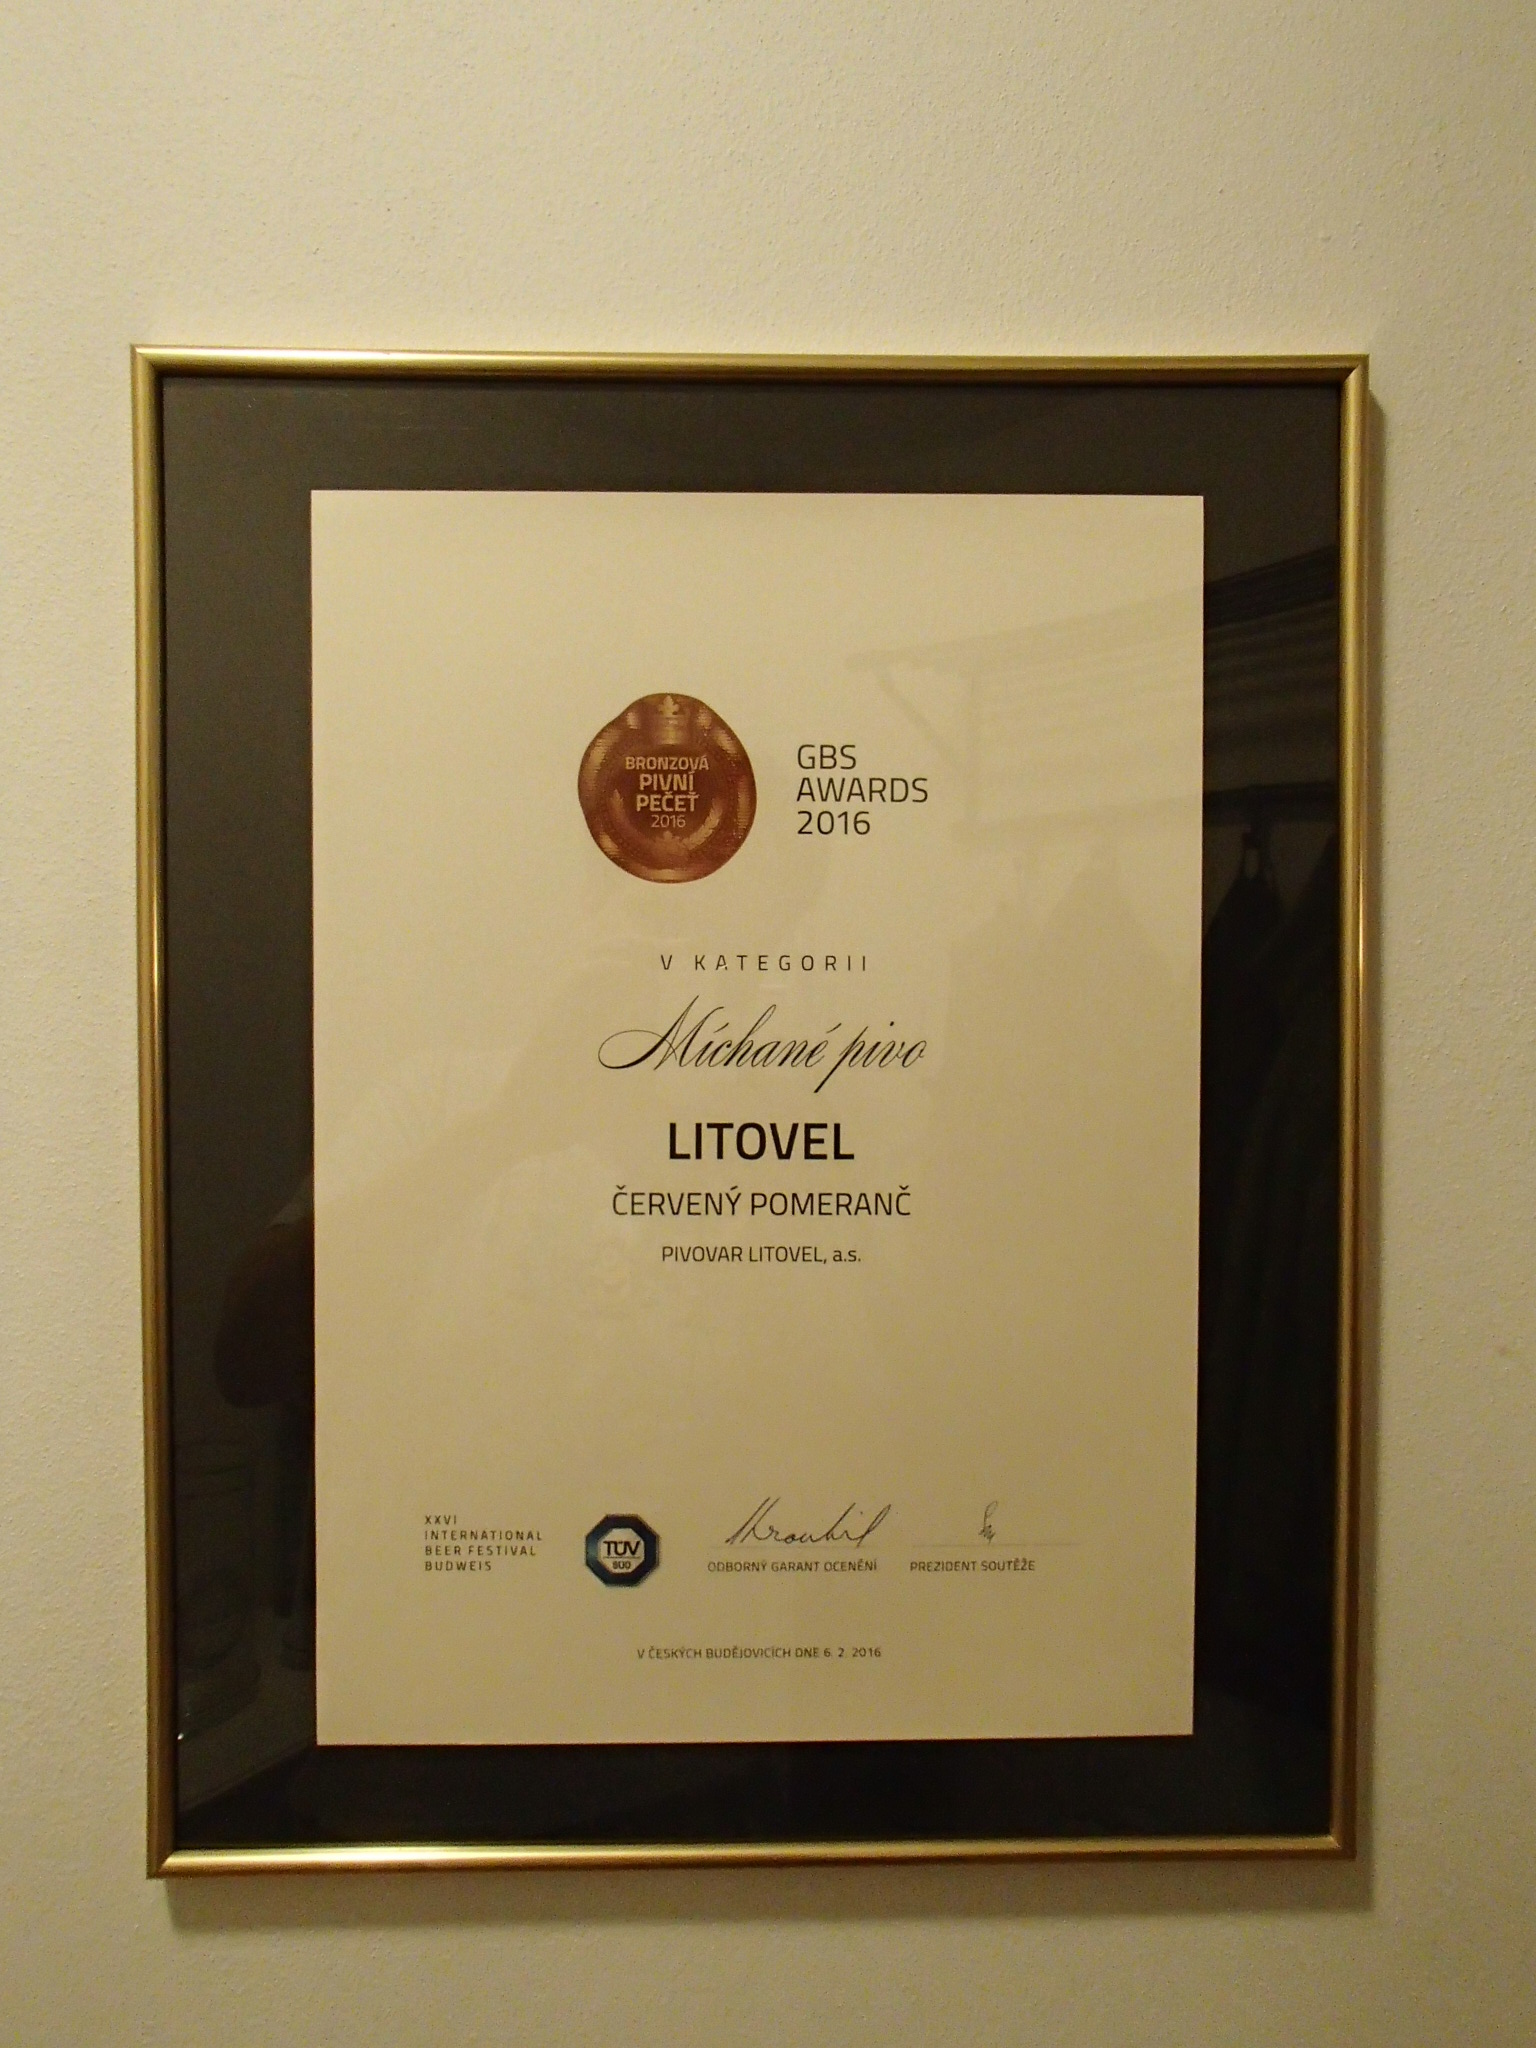 BRONZOVÁ
PIVNÍ
PEČEŤ
2016
GBS
AWARDS
2016
V KATEGORII
Míchané pivo
LITOVEL
ČERVENÝ POMERANČ
PIVOVAR LITOVEL, a.s.
XXVI
INTERNATIONAL
BEER FESTIVAL
BUDWEIS
TÜV
SÜD
ODBORNÝ GARANT OCENĚNÍ
PREZIDENT SOUTĚŽE
V ČESKÝCH BUDĚJOVICÍCH DNE 6. 2. 2016